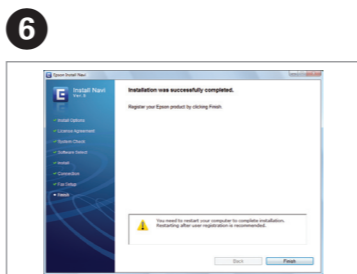 6
Epson Install Navi
Install Navi
Ver.3
Installation was successfully completed.
Register your Epson product by clicking Finish.
Install Options
License Agreement
System Check
Software Select
Install
Connection
Fax Setup
Finish
You need to restart your computer to complete installation.
Restarting after user registration is recommended.
Back
Finish